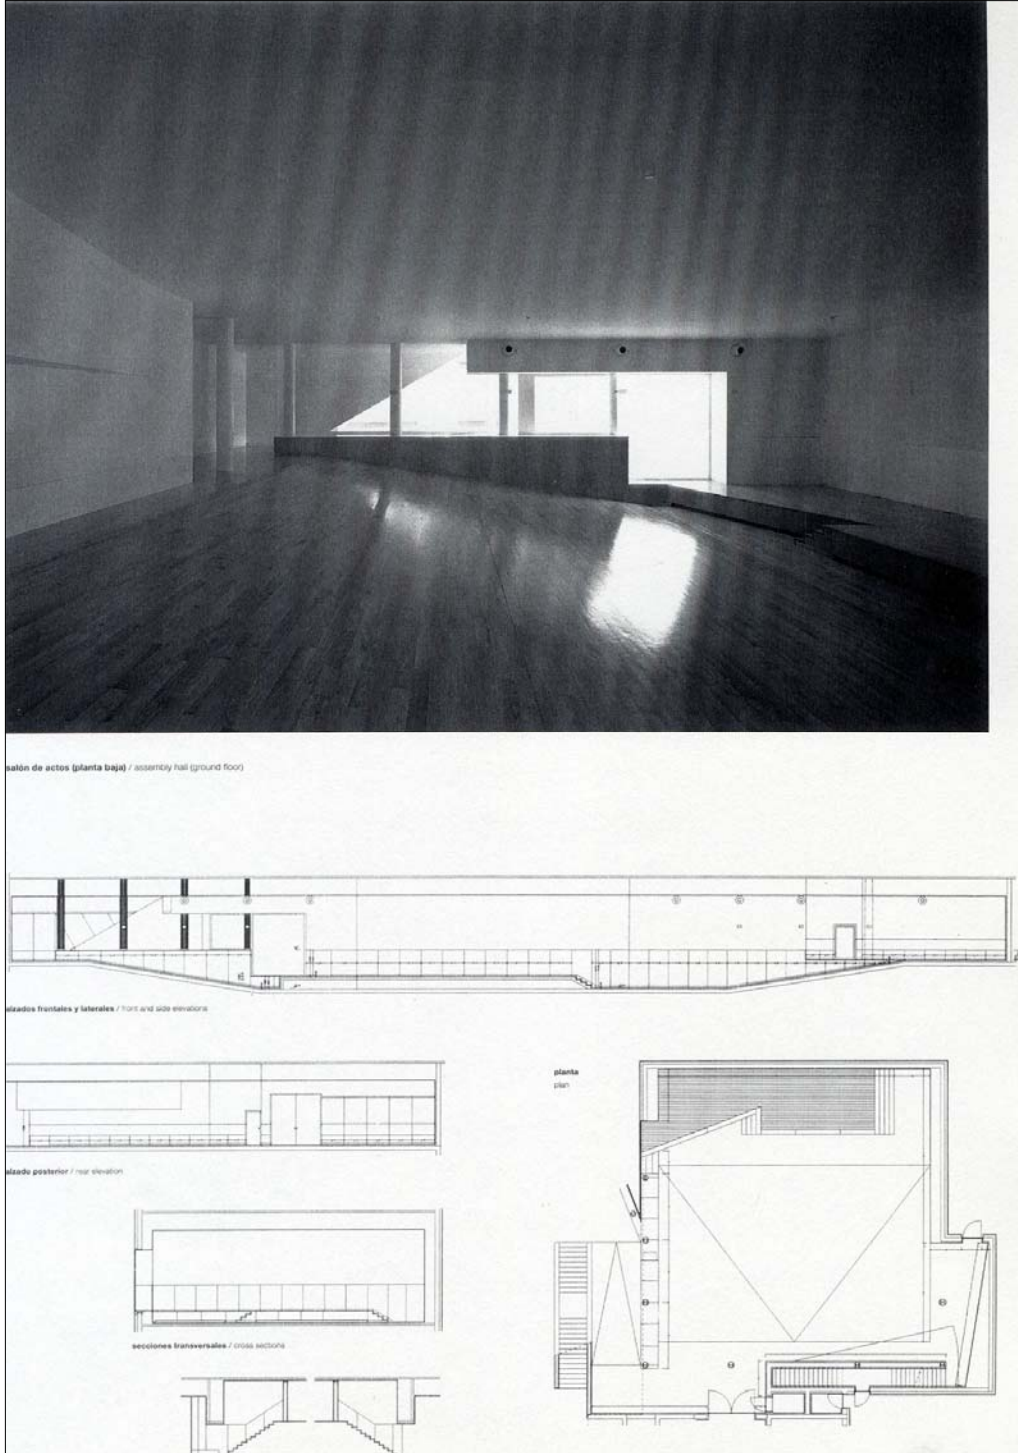 salón de actos (planta baja) / assembly hall (ground floor)
alzados frontales y laterales / front and side elevations
planta
plan
alzado posterior / rear elevation
secciones transversales / cross sections